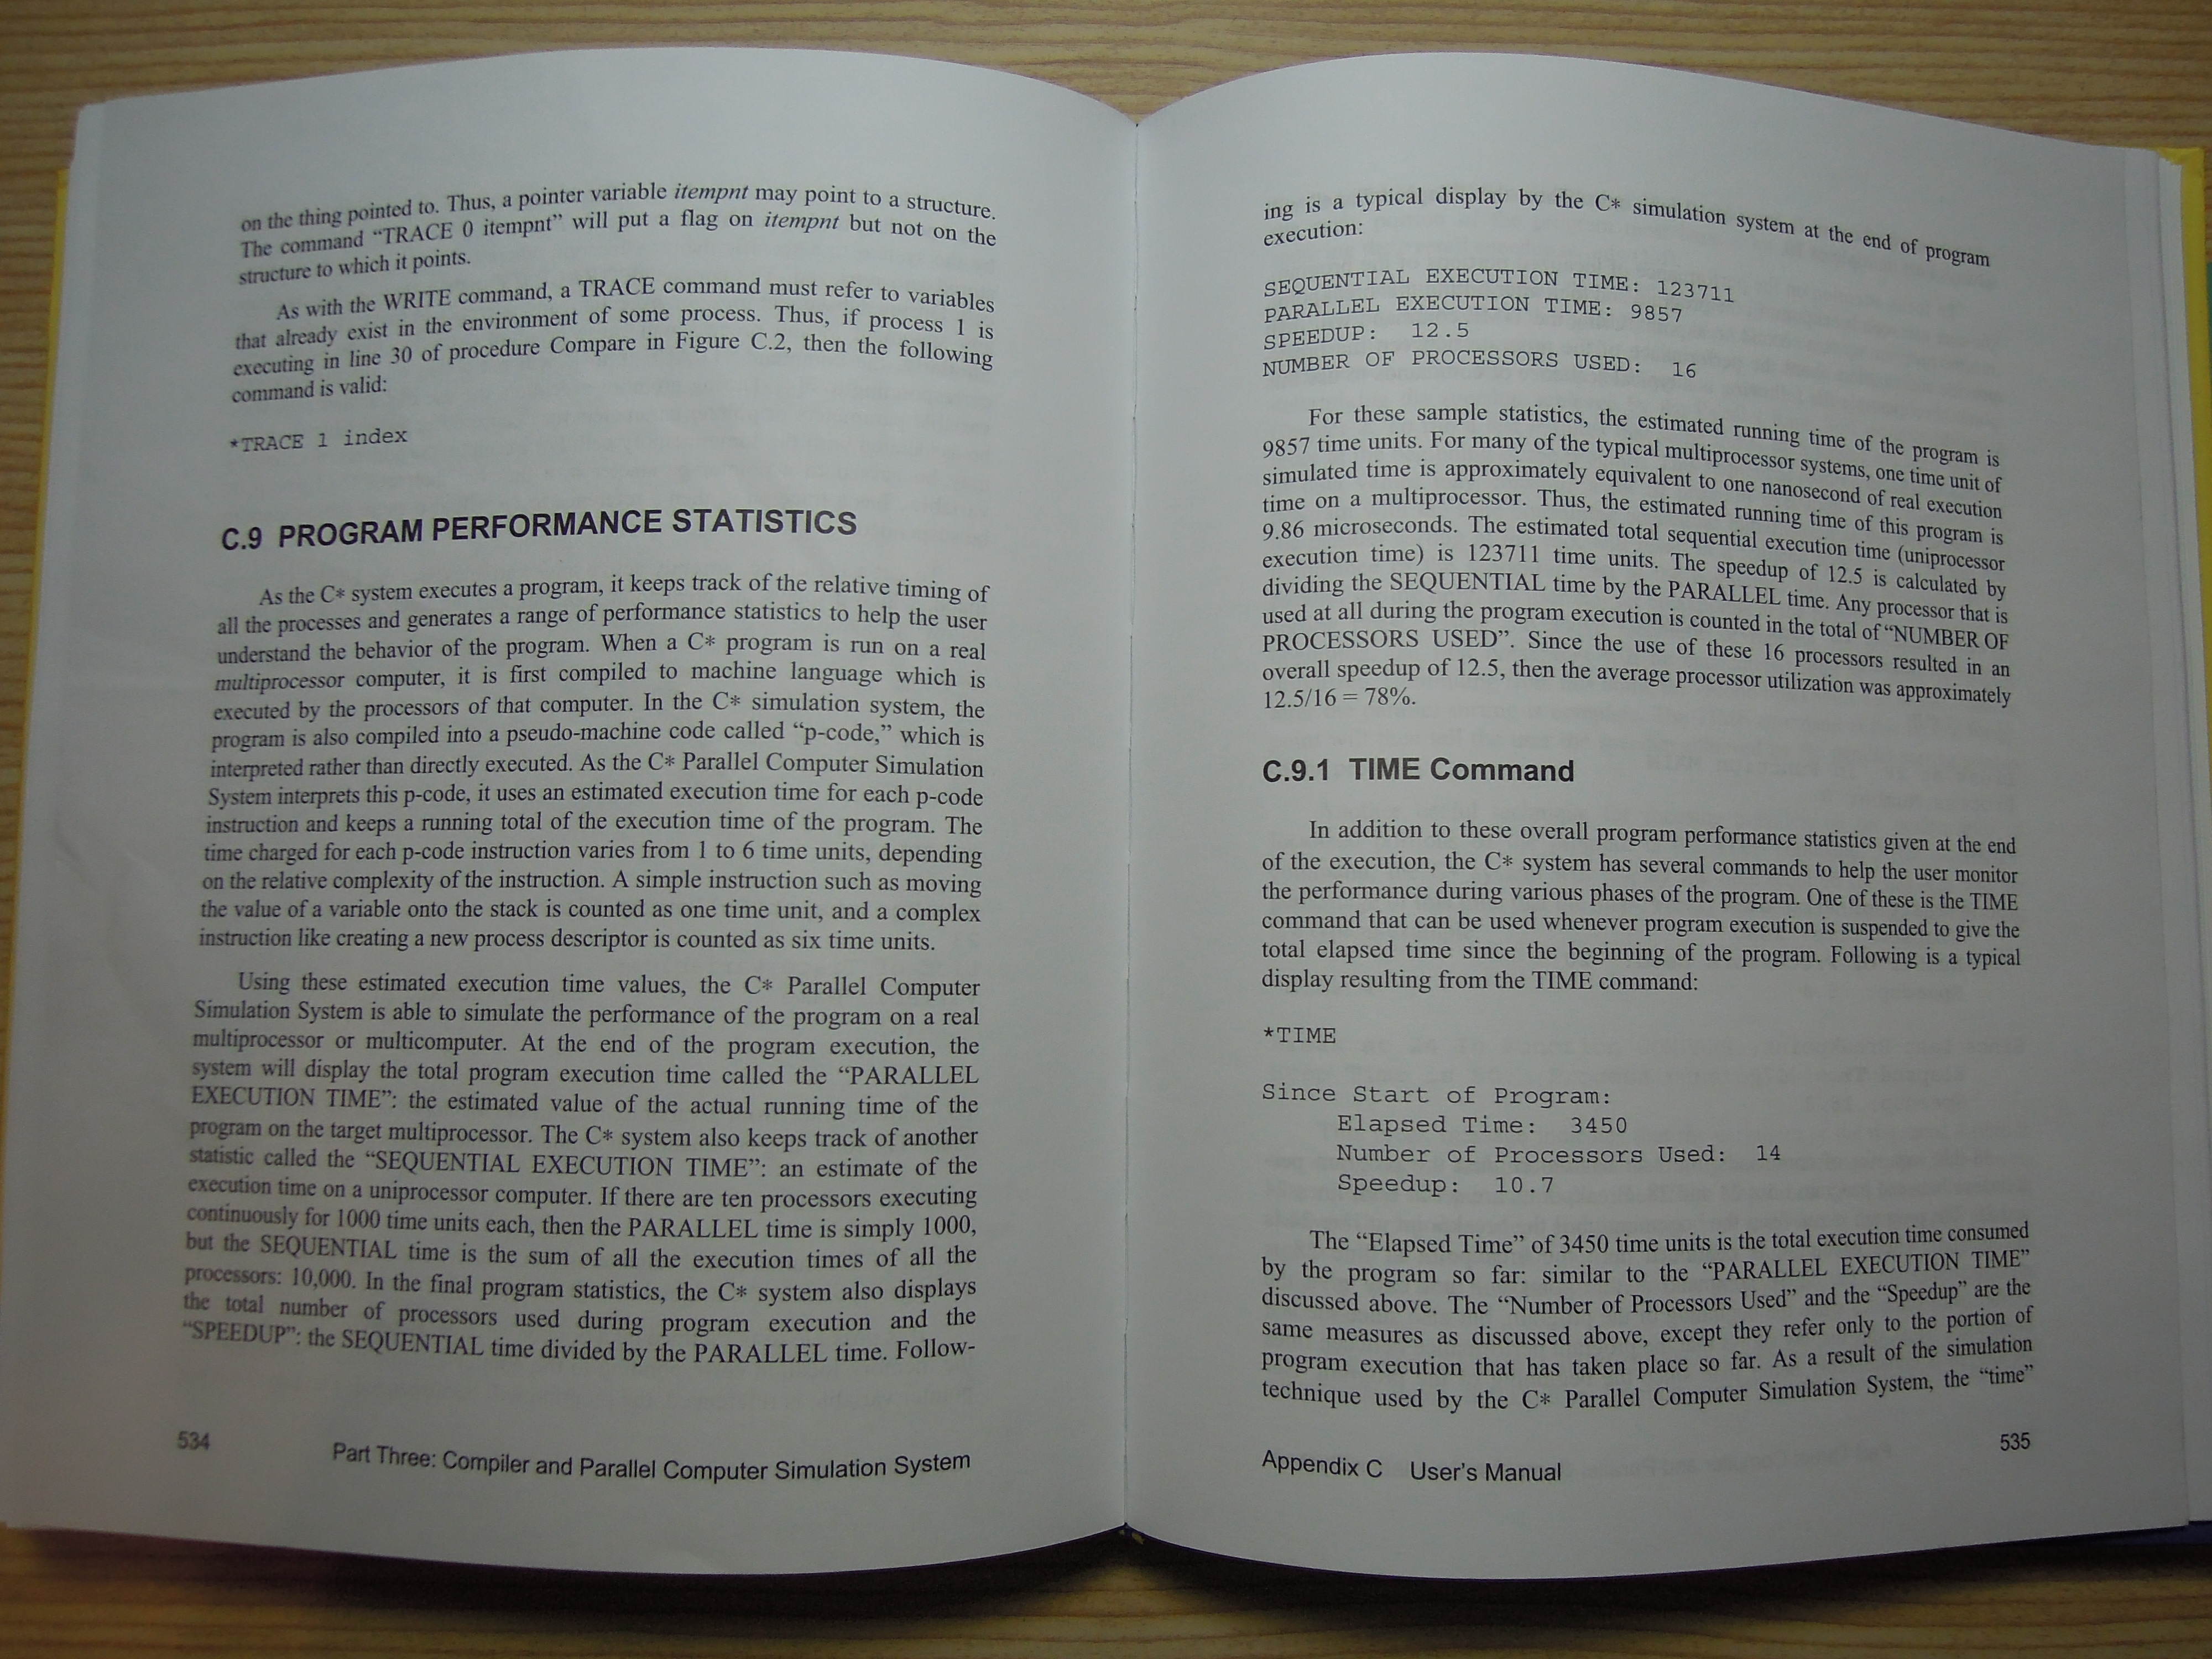 on the thing pointed to. Thus, a pointer variable itempnt may point to a structure.
The command “TRACE 0 itempnt” will put a flag on itempnt but not on the
structure to which it points.
As with the WRITE command, a TRACE command must refer to variables
that already exist in the environment of some process. Thus, if process 1 is
executing in line 30 of procedure Compare in Figure C.2, then the following
command is valid:
*TRACE 1 index
C.9 PROGRAM PERFORMANCE STATISTICS
As the C* system executes a program, it keeps track of the relative timing of
all the processes and generates a range of performance statistics to help the user
understand the behavior of the program. When a C* program is run on a real
multiprocessor computer, it is first compiled to machine language which is
executed by the processors of that computer. In the C* simulation system, the
program is also compiled into a pseudo-machine code called “p-code,” which is
interpreted rather than directly executed. As the C* Parallel Computer Simulation
System interprets this p-code, it uses an estimated execution time for each p-code
instruction and keeps a running total of the execution time of the program. The
time charged for each p-code instruction varies from 1 to 6 time units, depending
on the relative complexity of the instruction. A simple instruction such as moving
the value of a variable onto the stack is counted as one time unit, and a complex
instruction like creating a new process descriptor is counted as six time units.
Using these estimated execution time values, the C* Parallel Computer
Simulation System is able to simulate the performance of the program on a real
multiprocessor or multicomputer. At the end of the program execution, the
system will display the total program execution time called the “PARALLEL
EXECUTION TIME”: the estimated value of the actual running time of the
program on the target multiprocessor. The C* system also keeps track of another
statistic called the “SEQUENTIAL EXECUTION TIME”: an estimate of the
execution time on a uniprocessor computer. If there are ten processors executing
continuously for 1000 time units each, then the PARALLEL time is simply 1000,
but the SEQUENTIAL time is the sum of all the execution times of all the
processors: 10,000. In the final program statistics, the C* system also displays
the total number of processors used during program execution and the
“SPEEDUP”: the SEQUENTIAL time divided by the PARALLEL time. Follow-
534 Part Three: Compiler and Parallel Computer Simulation System
ing is a typical display by the C* simulation system at the end of program
execution:
SEQUENTIAL EXECUTION TIME: 123711
PARALLEL EXECUTION TIME: 9857
SPEEDUP: 12.5
NUMBER OF PROCESSORS USED: 16
For these sample statistics, the estimated running time of the program is
9857 time units. For many of the typical multiprocessor systems, one time unit of
simulated time is approximately equivalent to one nanosecond of real execution
time on a multiprocessor. Thus, the estimated running time of this program is
9.86 microseconds. The estimated total sequential execution time (uniprocessor
execution time) is 123711 time units. The speedup of 12.5 is calculated by
dividing the SEQUENTIAL time by the PARALLEL time. Any processor that is
used at all during the program execution is counted in the total of “NUMBER OF
PROCESSORS USED”. Since the use of these 16 processors resulted in an
overall speedup of 12.5, then the average processor utilization was approximately
12.5/16 = 78%.
C.9.1 TIME Command
In addition to these overall program performance statistics given at the end
of the execution, the C* system has several commands to help the user monitor
the performance during various phases of the program. One of these is the TIME
command that can be used whenever program execution is suspended to give the
total elapsed time since the beginning of the program. Following is a typical
display resulting from the TIME command:
*TIME
Since Start of Program:
Elapsed Time: 3450
Number of Processors Used: 14
Speedup: 10.7
The “Elapsed Time” of 3450 time units is the total execution time consumed
by the program so far: similar to the “PARALLEL EXECUTION TIME”
discussed above. The “Number of Processors Used” and the “Speedup” are the
same measures as discussed above, except they refer only to the portion of
program execution that has taken place so far. As a result of the simulation
technique used by the C* Parallel Computer Simulation System, the “time”
Appendix C User's Manual 535